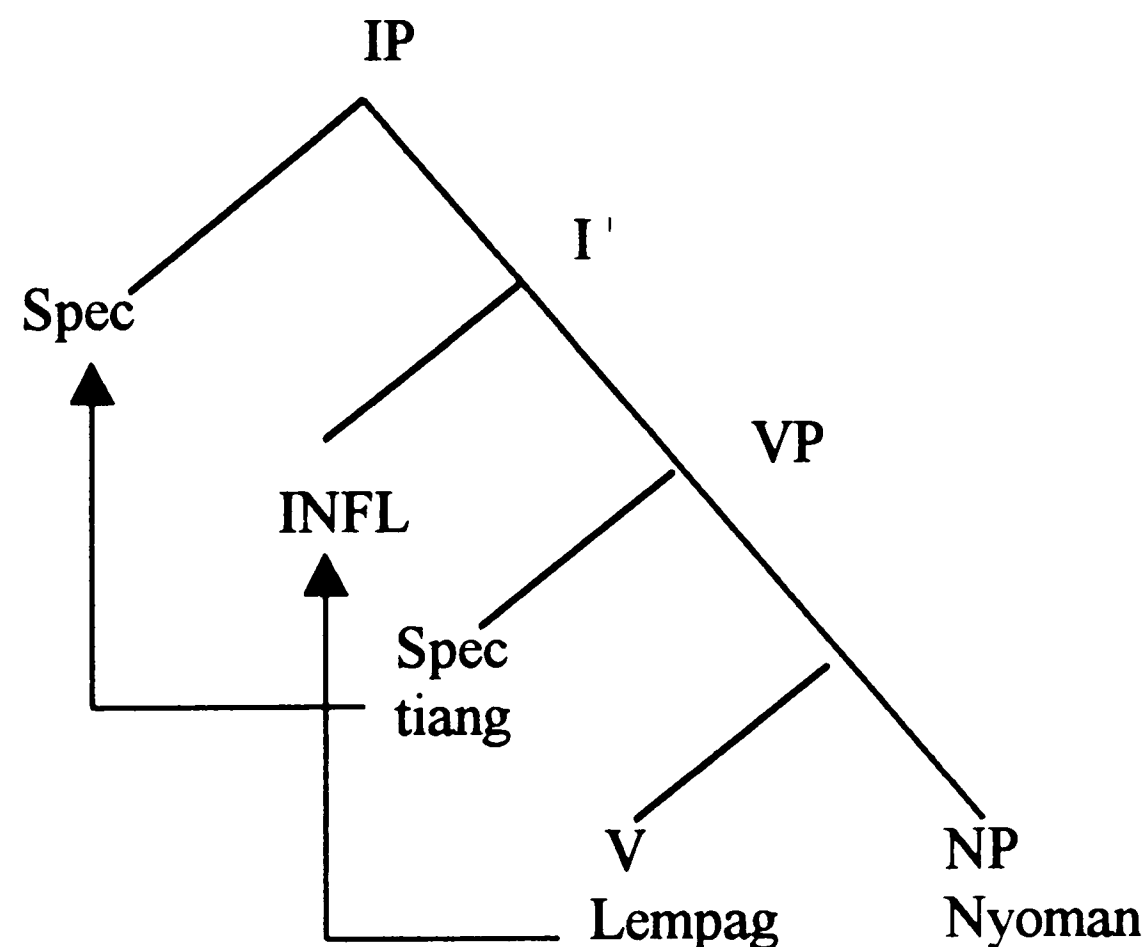 IP
I'
Spec
VP
INFL
Spec
tiang
V
NP
Lempag
Nyoman